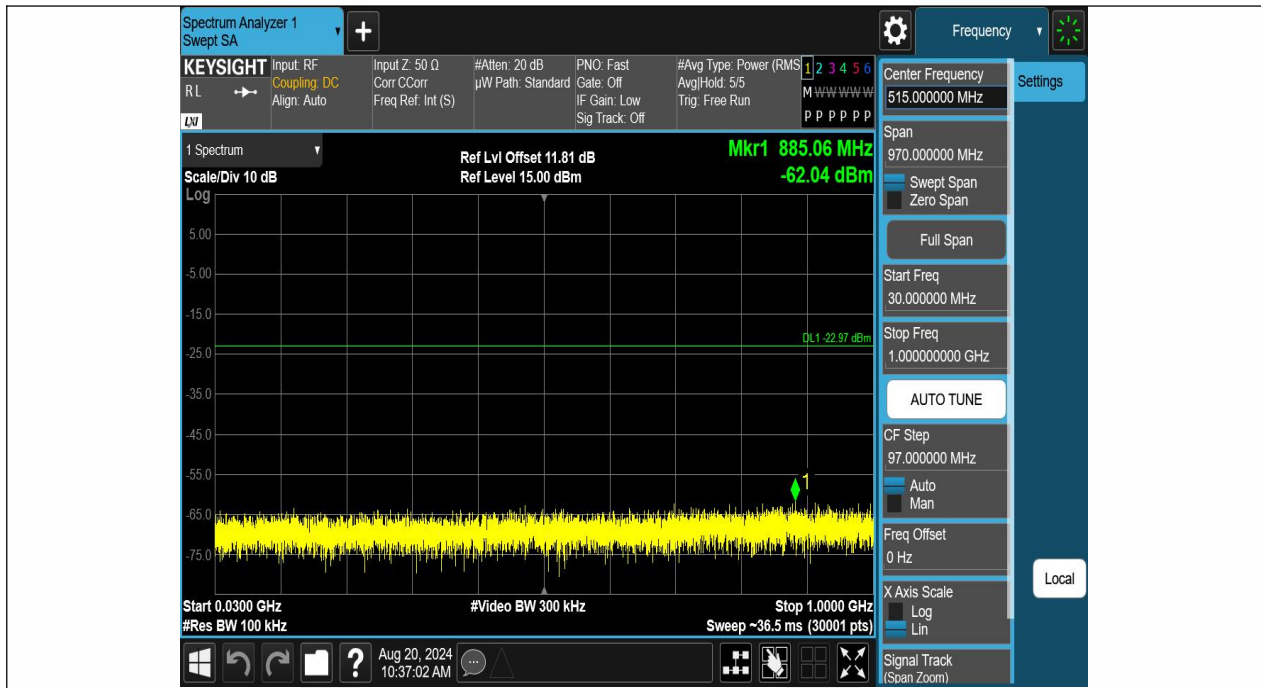 Spectrum Analyzer 1
Swept SA
+
Frequency
KEYSIGHT
R L
LXI
Input: RF
Coupling: DC
Align: Auto
Input Z: 50 Ω
Corr CCorr
Freq Ref: Int (S)
#Atten: 20 dB
µW Path: Standard
PNO: Fast
Gate: Off
IF Gain: Low
Sig Track: Off
#Avg Type: Power (RMS
Avg|Hold: 5/5
Trig: Free Run
1 2 3 4 5 6
M W W W W W
P P P P P P
1 Spectrum
Scale/Div 10 dB
Ref Lvl Offset 11.81 dB
Ref Level 15.00 dBm
Mkr1 885.06 MHz
-62.04 dBm
Log
5.00
-5.00
-15.0
DL1 -22.97 dBm
-25.0
-35.0
-45.0
-55.0
1
-65.0
-75.0
Start 0.0300 GHz
#Res BW 100 kHz
#Video BW 300 kHz
Stop 1.0000 GHz
Sweep ~36.5 ms (30001 pts)
?
Aug 20, 2024
10:37:02 AM
Center Frequency
515.000000 MHz
Span
970.000000 MHz
Swept Span
Zero Span
Full Span
Start Freq
30.000000 MHz
Stop Freq
1.000000000 GHz
AUTO TUNE
CF Step
97.000000 MHz
Auto
Man
Freq Offset
0 Hz
X Axis Scale
Log
Lin
Signal Track
(Span Zoom)
Settings
Local